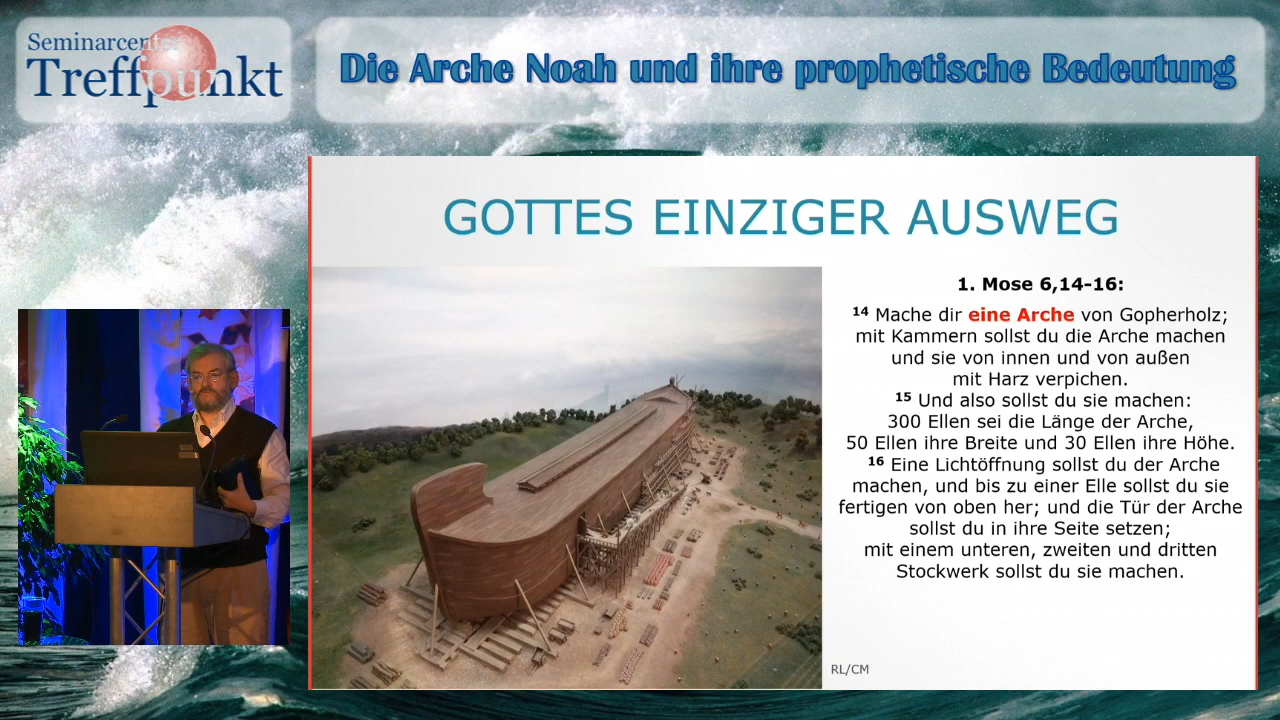 Seminarcenter
Treffpunkt
Die Arche Noah und ihre prophetische Bedeutung
GOTTES EINZIGER AUSWEG
1. Mose 6,14-16:
14 Mache dir eine Arche von Gopherholz;
mit Kammern sollst du die Arche machen
und sie von innen und von außen
mit Harz verpichen.
15 Und also sollst du sie machen:
300 Ellen sei die Länge der Arche,
50 Ellen ihre Breite und 30 Ellen ihre Höhe.
16 Eine Lichtöffnung sollst du der Arche
machen, und bis zu einer Elle sollst du sie
fertigen von oben her; und die Tür der Arche
sollst du in ihre Seite setzen;
mit einem unteren, zweiten und dritten
Stockwerk sollst du sie machen.
RL/CM